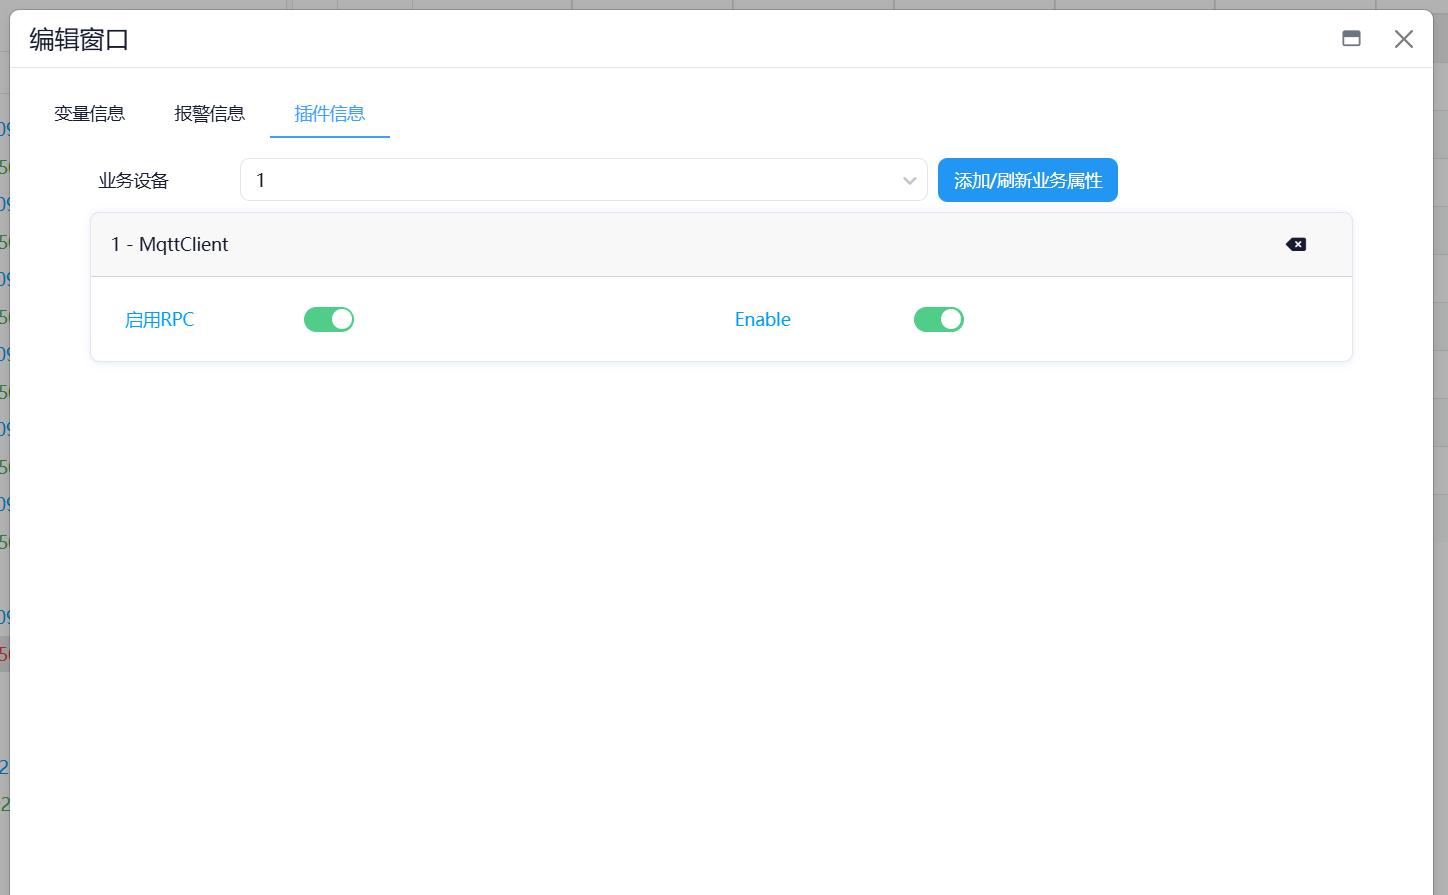 编辑窗口
变量信息 报警信息 插件信息
业务设备 1 添加/刷新业务属性
1 - MqttClient
启用RPC Enable